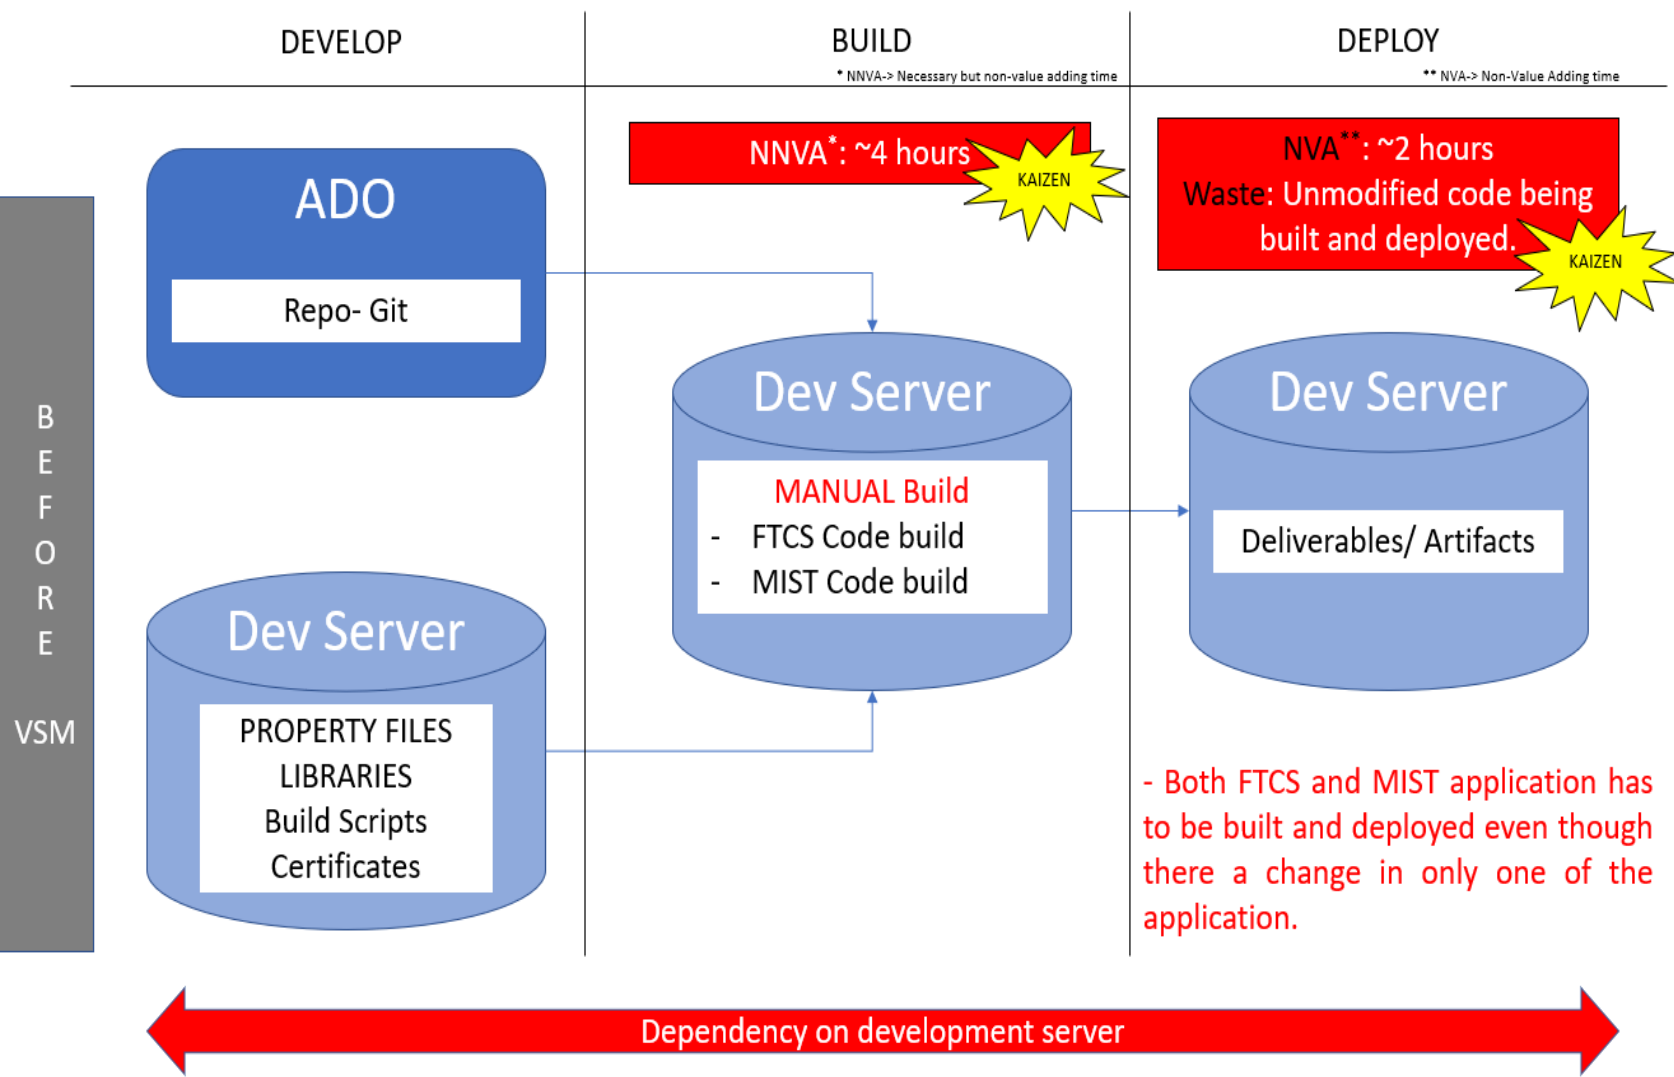 DEVELOP
BUILD
* NNVA-> Necessary but non-value adding time
DEPLOY
** NVA-> Non-Value Adding time
B
E
F
O
R
E
VSM
ADO
Repo- Git
Dev Server
PROPERTY FILES
LIBRARIES
Build Scripts
Certificates
NNVA*: ~4 hours
KAIZEN
Dev Server
MANUAL Build
- FTCS Code build
- MIST Code build
NVA**: ~2 hours
Waste: Unmodified code being
built and deployed.
KAIZEN
Dev Server
Deliverables/ Artifacts
- Both FTCS and MIST application has
to be built and deployed even though
there a change in only one of the
application.
Dependency on development server